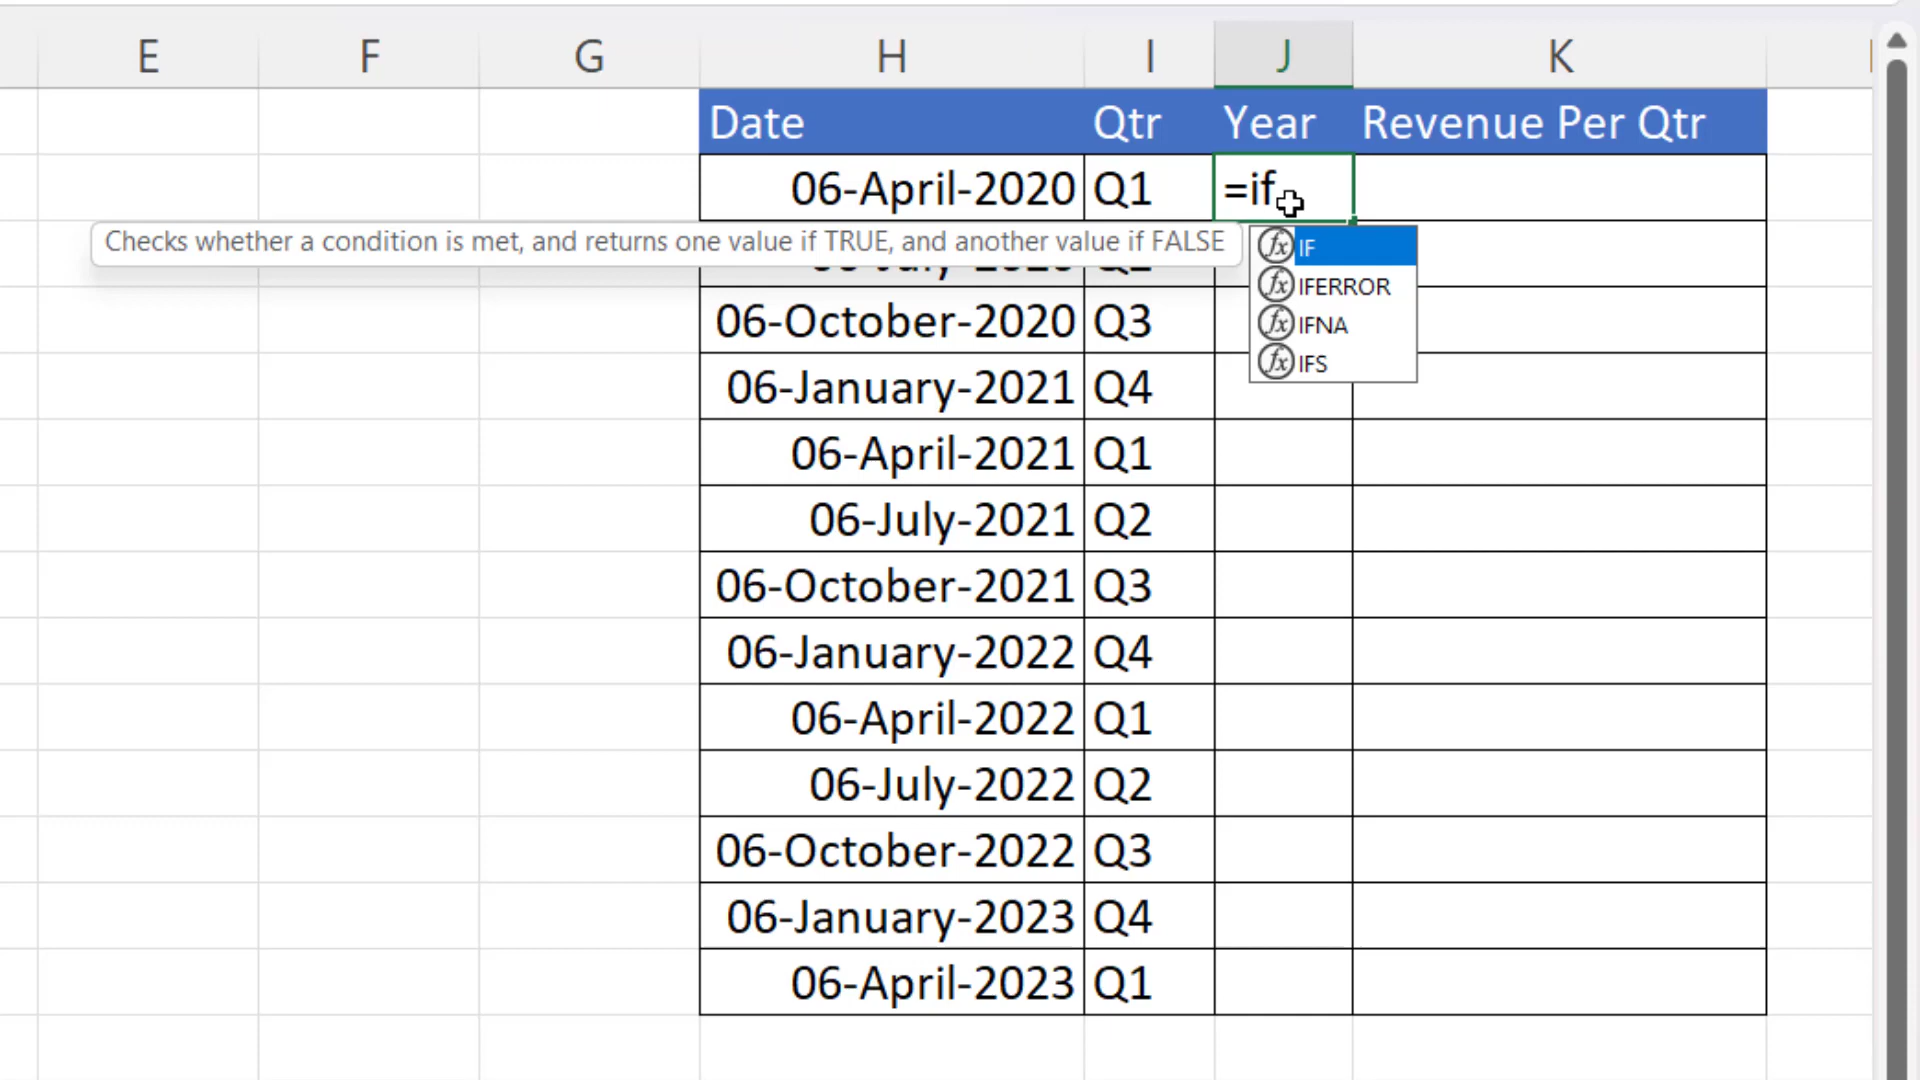 E F G H I J K
Date Qtr Year Revenue Per Qtr
06-April-2020 Q1 =if
Checks whether a condition is met, and returns one value if TRUE, and another value if FALSE
IF
IFERROR
IFNA
IFS
06-October-2020 Q3
06-January-2021 Q4
06-April-2021 Q1
06-July-2021 Q2
06-October-2021 Q3
06-January-2022 Q4
06-April-2022 Q1
06-July-2022 Q2
06-October-2022 Q3
06-January-2023 Q4
06-April-2023 Q1